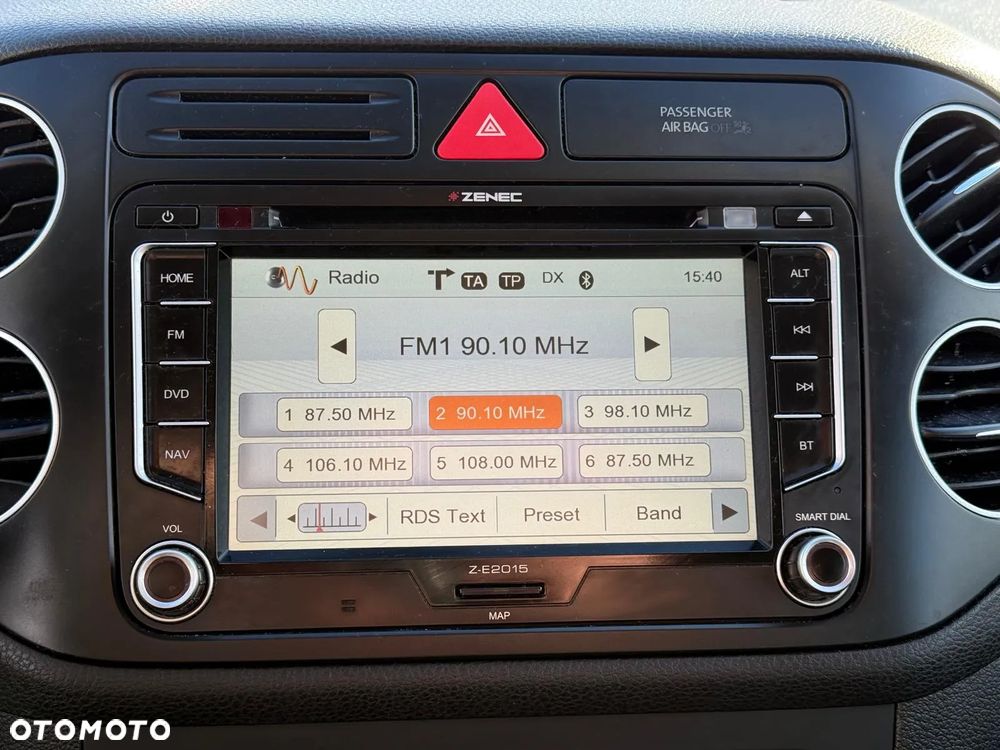 PASSENGER
AIR BAG OFF
ZENEC
HOME
FM
DVD
NAV
VOL
Radio TA TP DX 15:40
FM1 90.10 MHz
1 87.50 MHz 2 90.10 MHz 3 98.10 MHz
4 106.10 MHz 5 108.00 MHz 6 87.50 MHz
RDS Text Preset Band
ALT
BT
SMART DIAL
Z-E2015
MAP
OTOMOTO